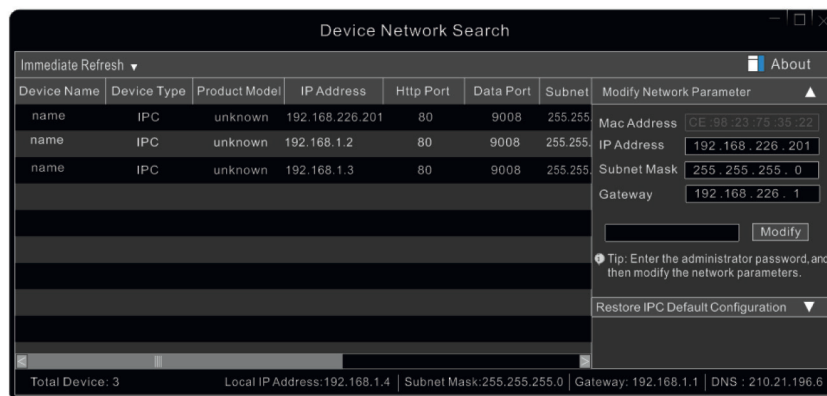 Device Network Search
Immediate Refresh ▼ About
Device Name Device Type Product Model IP Address Http Port Data Port Subnet
name IPC unknown 192.168.226.201 80 9008 255.255.
name IPC unknown 192.168.1.2 80 9008 255.255.
name IPC unknown 192.168.1.3 80 9008 255.255.
Modify Network Parameter ▲
Mac Address CE:98:23:75:35:22
IP Address 192.168.226.201
Subnet Mask 255.255.255.0
Gateway 192.168.226.1
Modify
Tip: Enter the administrator password, and
then modify the network parameters.
Restore IPC Default Configuration ▼
Total Device: 3 Local IP Address:192.168.1.4 | Subnet Mask:255.255.255.0 | Gateway: 192.168.1.1 | DNS : 210.21.196.6